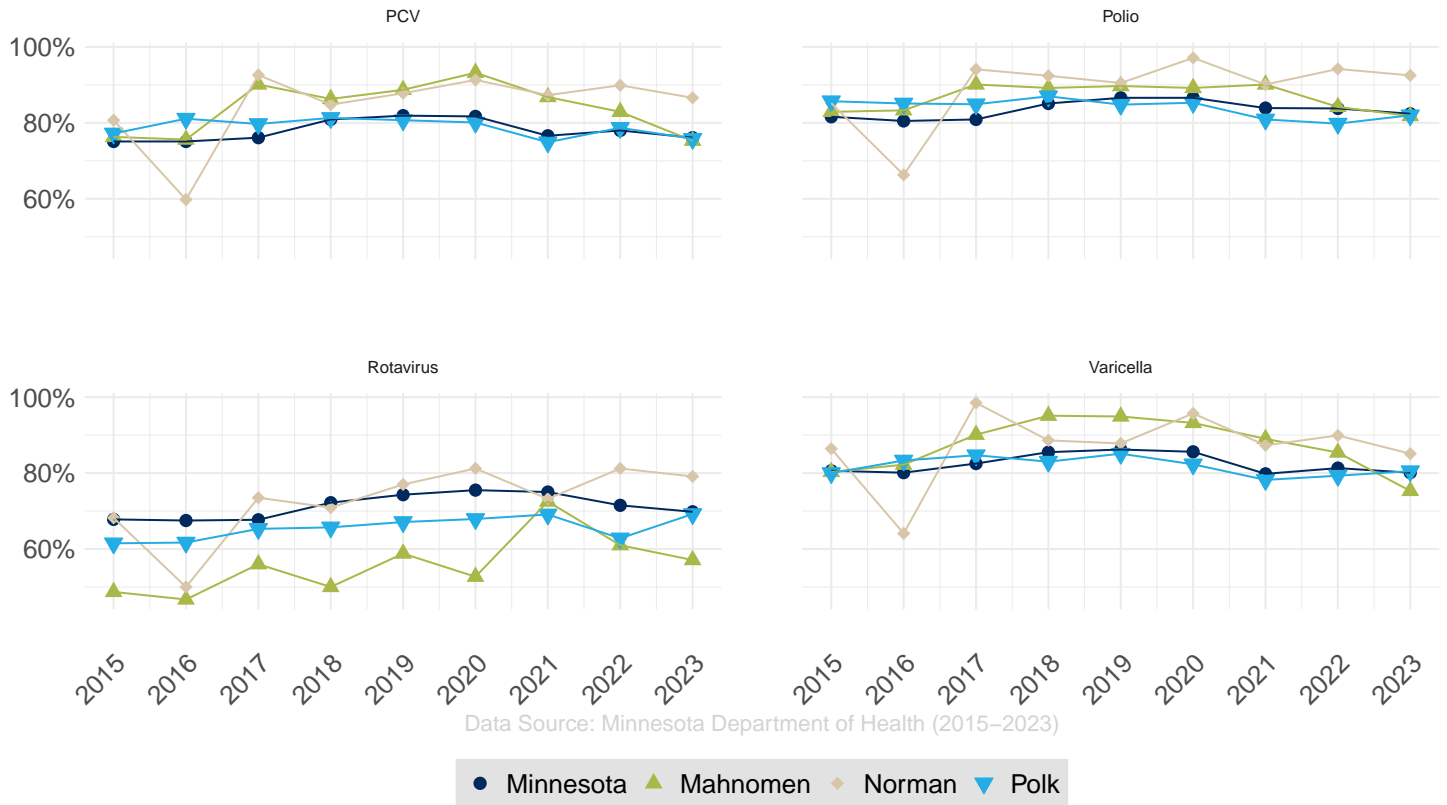 PCV
Polio
100%
80%
60%
Rotavirus
Varicella
100%
80%
60%
2015 2016 2017 2018 2019 2020 2021 2022 2023
2015 2016 2017 2018 2019 2020 2021 2022 2023
Data Source: Minnesota Department of Health (2015–2023)
Minnesota Mahnomen Norman Polk